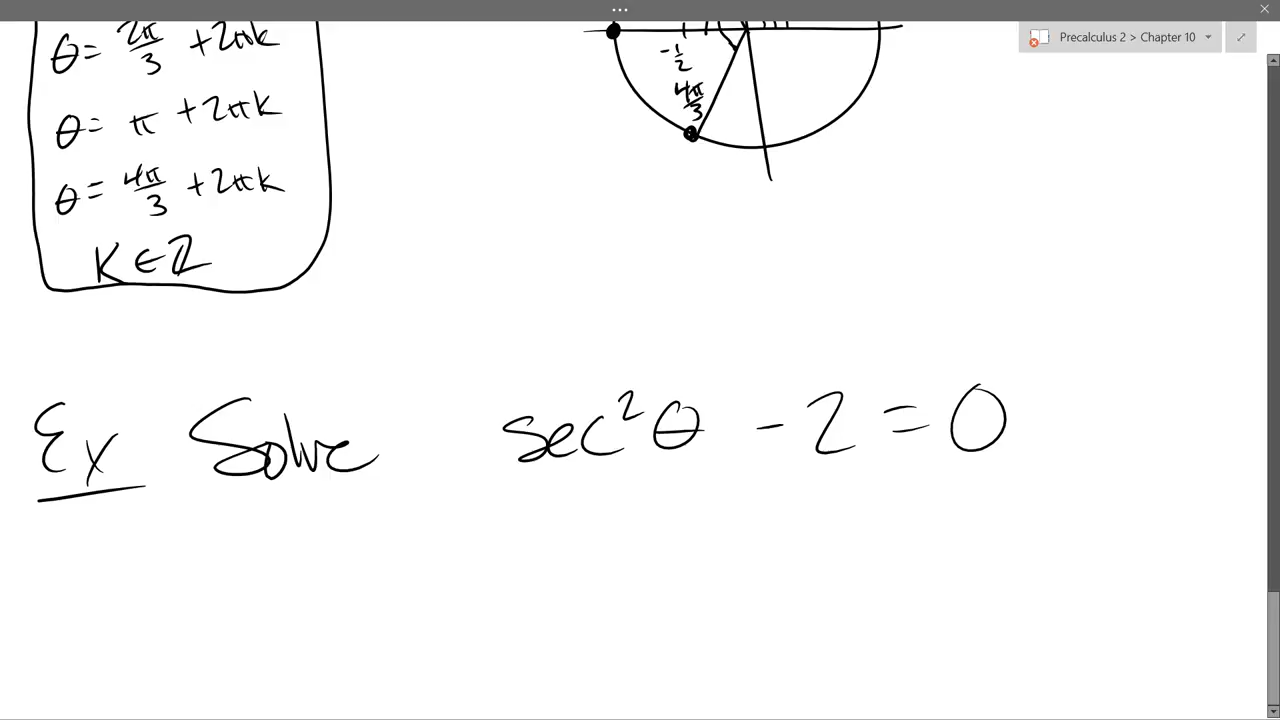 Precalculus 2 > Chapter 10
θ = 2π/3 + 2πk
θ = π + 2πk
θ = 4π/3 + 2πk
k ∈ ℤ
-1/2
4π/3
Ex Solve sec²θ - 2 = 0